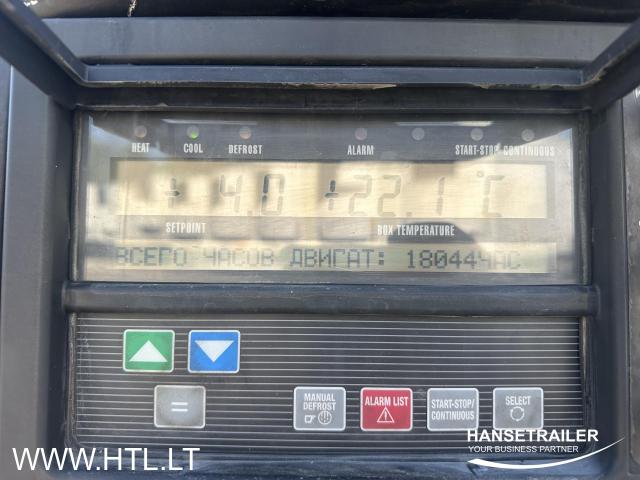 HEAT COOL DEFROST ALARM START-STOP CONTINUOUS
+ 4.0 +22.1 °C
SETPOINT BOX TEMPERATURE
ВСЕГО ЧАСОВ ДВИГАТ: 18044ЧАС
=
MANUAL DEFROST
ALARM LIST
START-STOP/ CONTINUOUS
SELECT
HANSETRAILER
YOUR BUSINESS PARTNER
WWW.HTL.LT